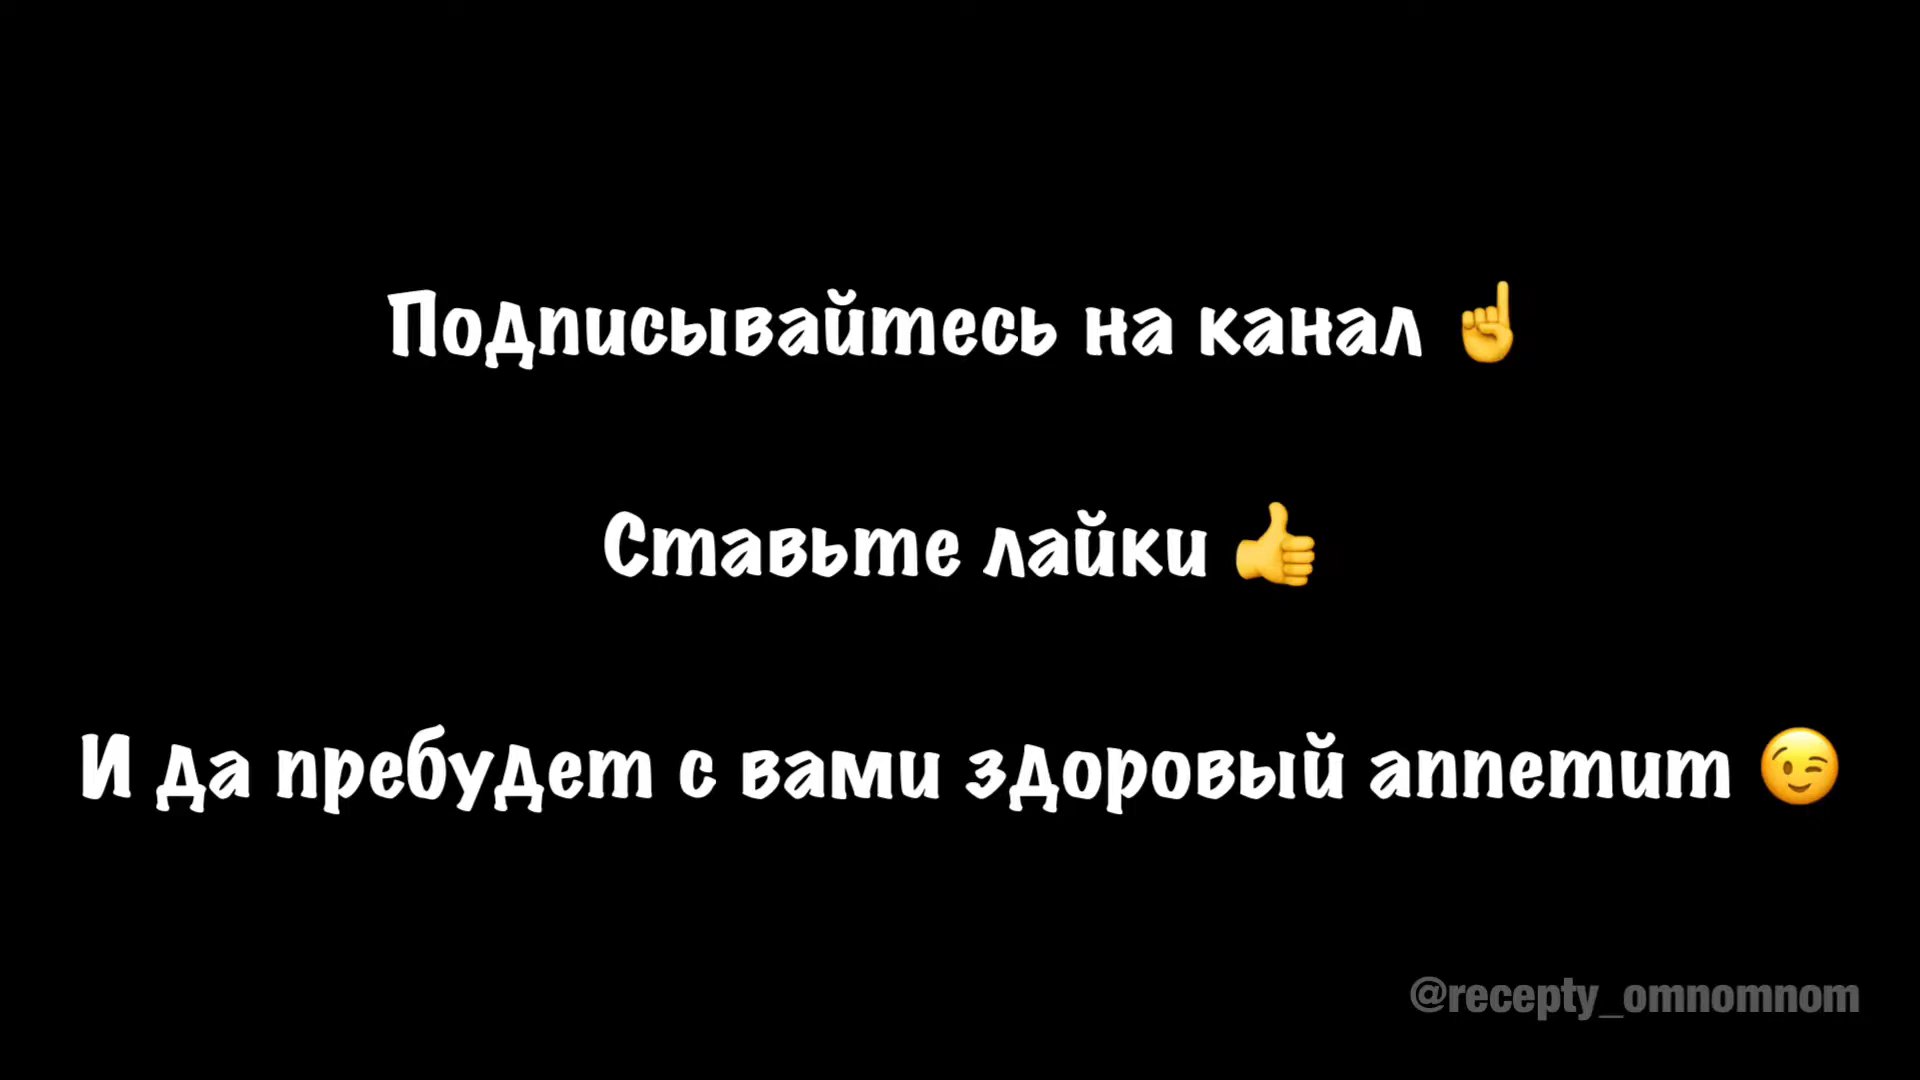 Подписывайтесь на канал ☝️
Ставьте лайки 👍
И да пребудет с вами здоровый аппетит 😉
@recepty_omnomnom